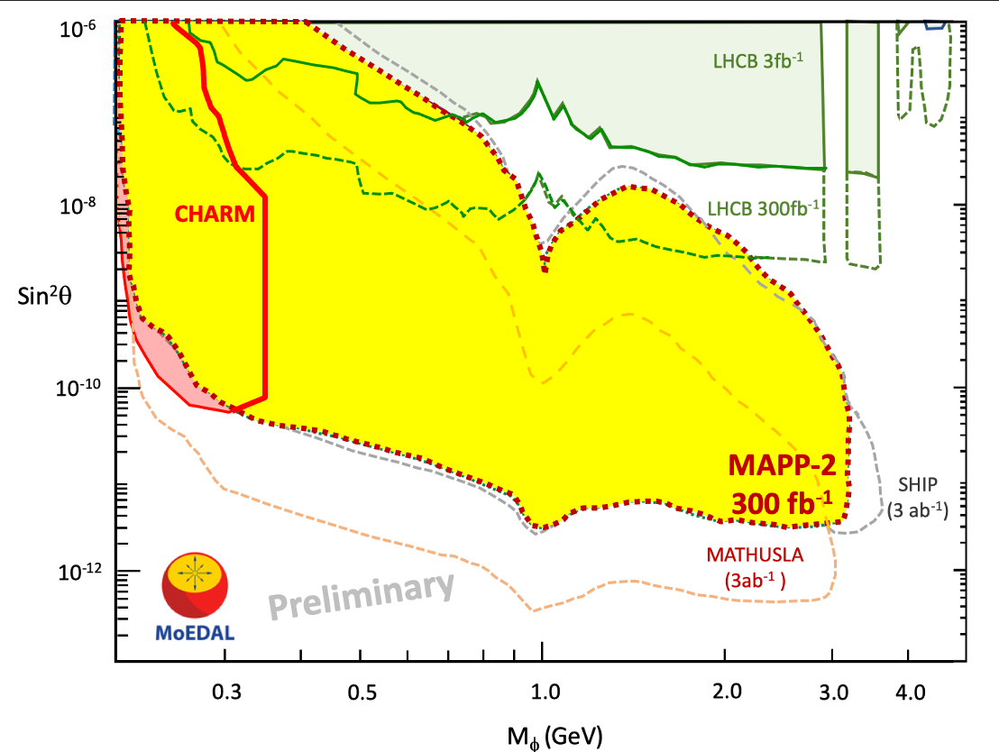 10⁻⁶
LHCB 3fb⁻¹
10⁻⁸
LHCB 300fb⁻¹
CHARM
Sin²θ
10⁻¹⁰
MAPP-2
300 fb⁻¹
SHIP
(3 ab⁻¹)
MATHUSLA
(3ab⁻¹ )
10⁻¹²
Preliminary
MoEDAL
0.3 0.5 1.0 2.0 3.0 4.0
M_ϕ (GeV)